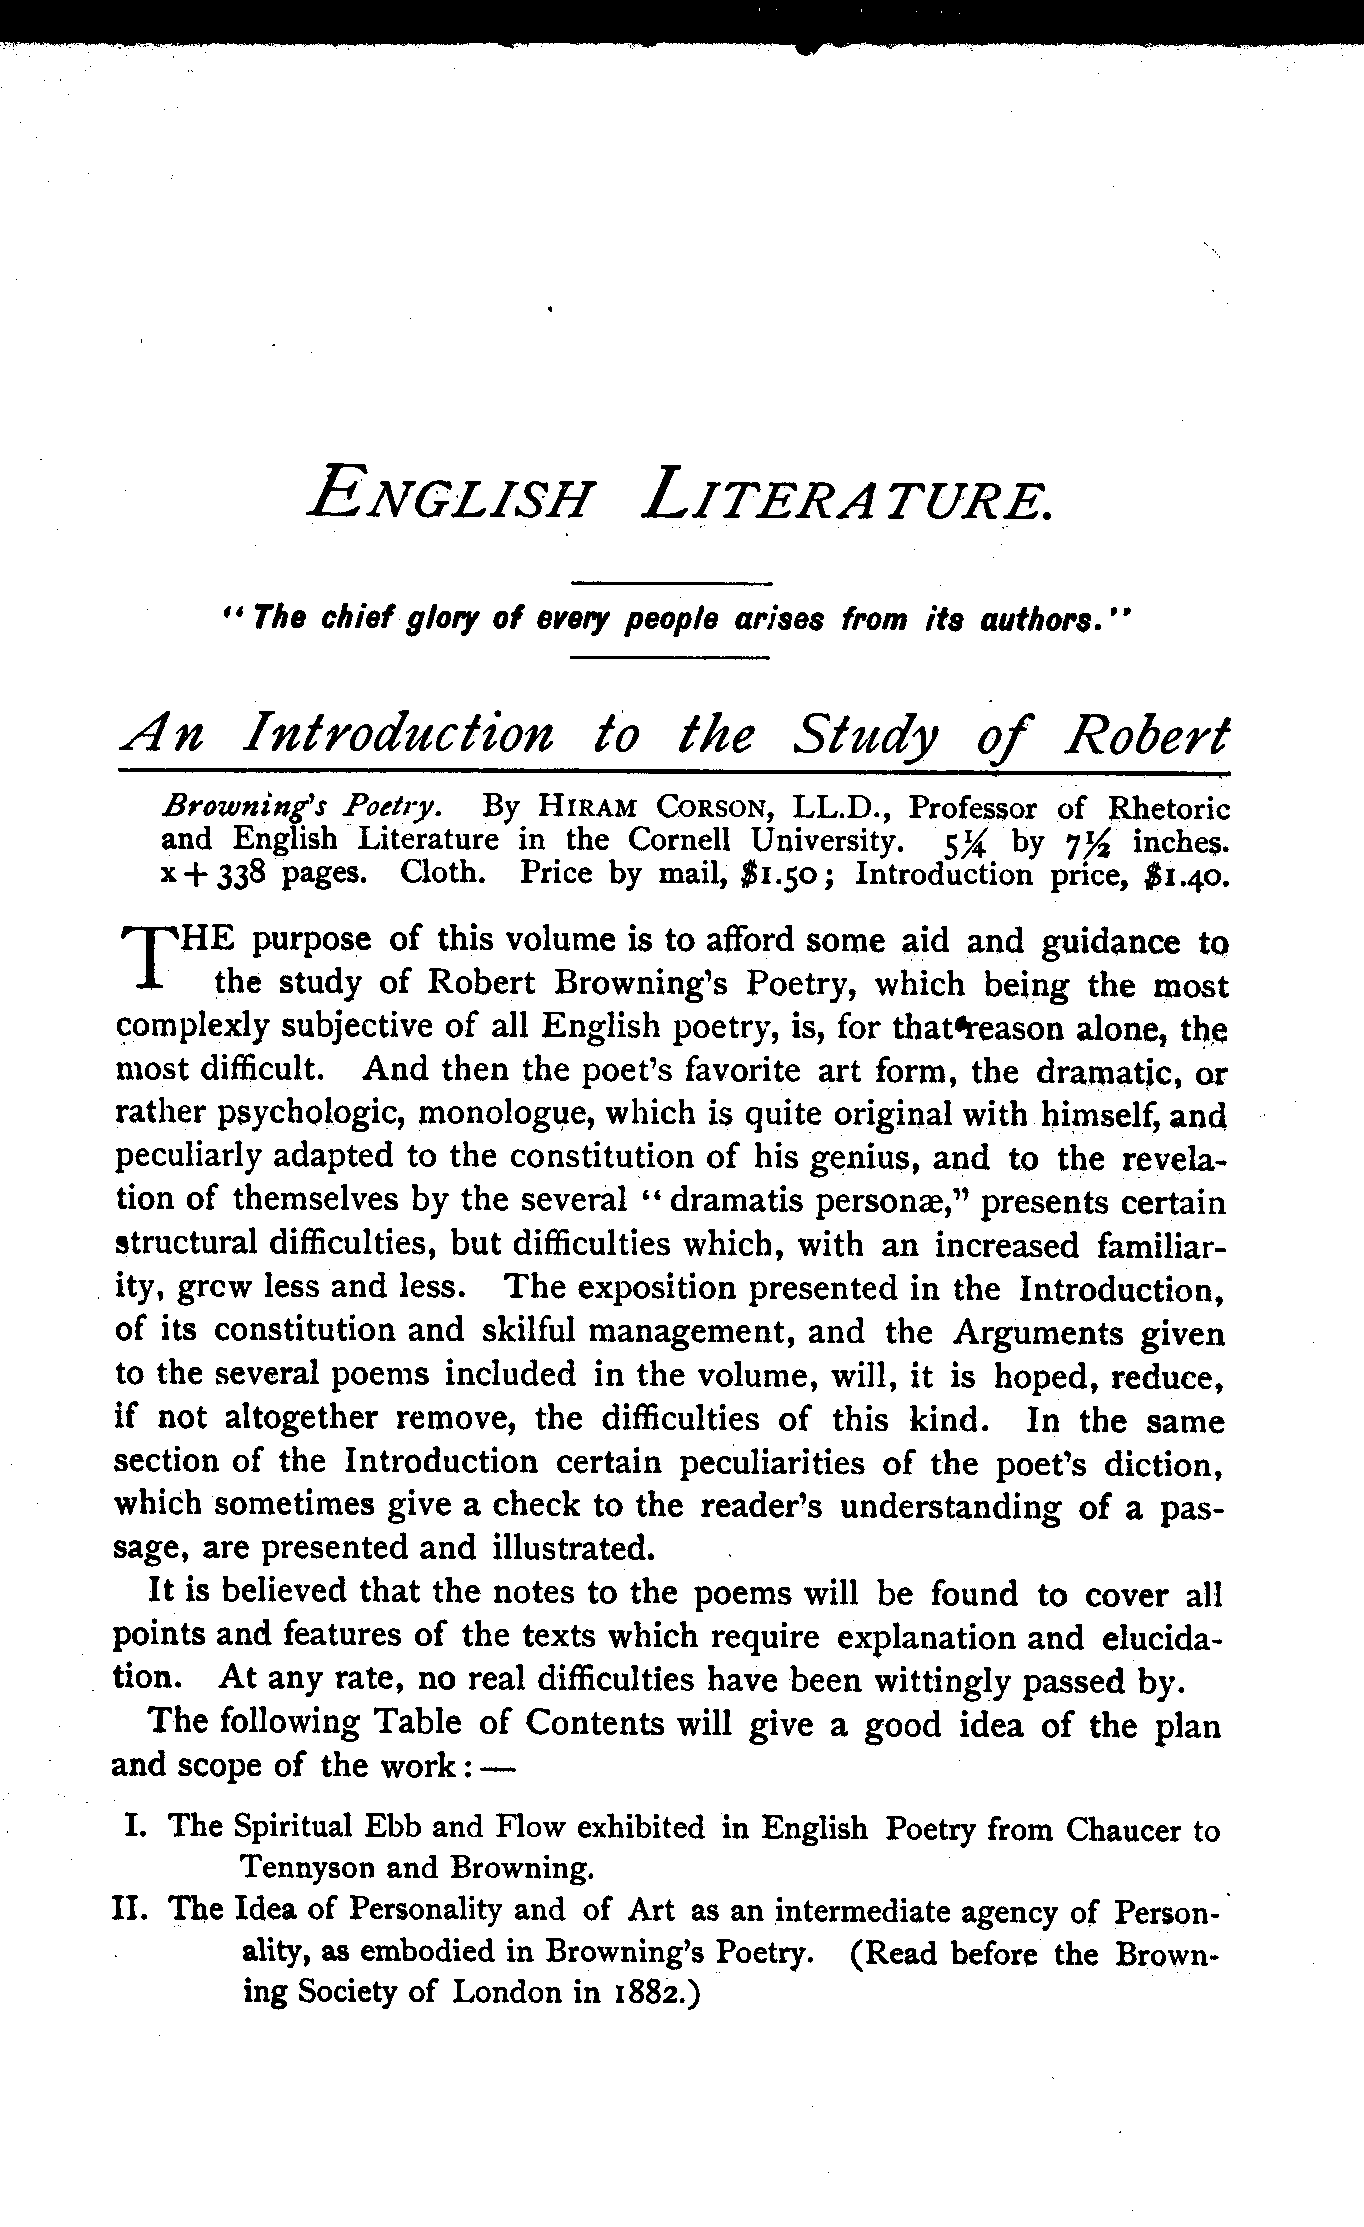 ENGLISH LITERATURE.
"The chief glory of every people arises from its authors."
An Introduction to the Study of Robert
Browning's Poetry. By HIRAM CORSON, LL.D., Professor of Rhetoric
and English Literature in the Cornell University. 5¼ by 7½ inches.
x+338 pages. Cloth. Price by mail, $1.50; Introduction price, $1.40.
THE purpose of this volume is to afford some aid and guidance to
the study of Robert Browning's Poetry, which being the most
complexly subjective of all English poetry, is, for that reason alone, the
most difficult. And then the poet's favorite art form, the dramatic, or
rather psychologic, monologue, which is quite original with himself, and
peculiarly adapted to the constitution of his genius, and to the revela-
tion of themselves by the several "dramatis personæ," presents certain
structural difficulties, but difficulties which, with an increased familiar-
ity, grow less and less. The exposition presented in the Introduction,
of its constitution and skilful management, and the Arguments given
to the several poems included in the volume, will, it is hoped, reduce,
if not altogether remove, the difficulties of this kind. In the same
section of the Introduction certain peculiarities of the poet's diction,
which sometimes give a check to the reader's understanding of a pas-
sage, are presented and illustrated.
It is believed that the notes to the poems will be found to cover all
points and features of the texts which require explanation and elucida-
tion. At any rate, no real difficulties have been wittingly passed by.
The following Table of Contents will give a good idea of the plan
and scope of the work:—
I. The Spiritual Ebb and Flow exhibited in English Poetry from Chaucer to
Tennyson and Browning.
II. The Idea of Personality and of Art as an intermediate agency of Person-
ality, as embodied in Browning's Poetry. (Read before the Brown-
ing Society of London in 1882.)